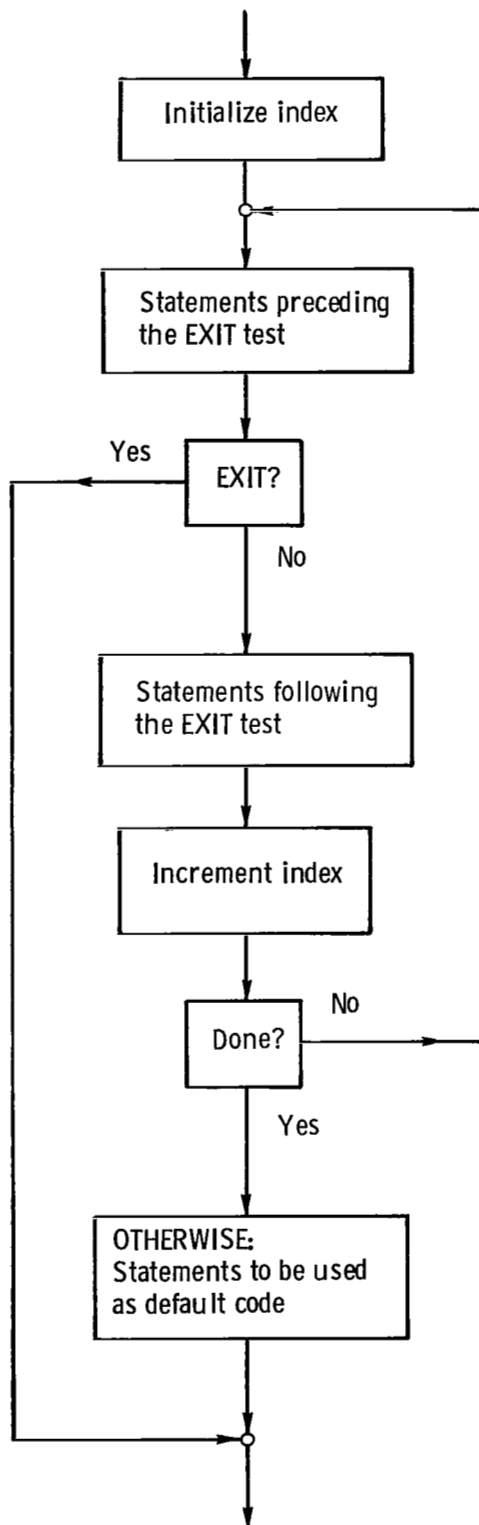 Initialize index
Statements preceding
the EXIT test
Yes
EXIT?
No
Statements following
the EXIT test
Increment index
No
Done?
Yes
OTHERWISE:
Statements to be used
as default code